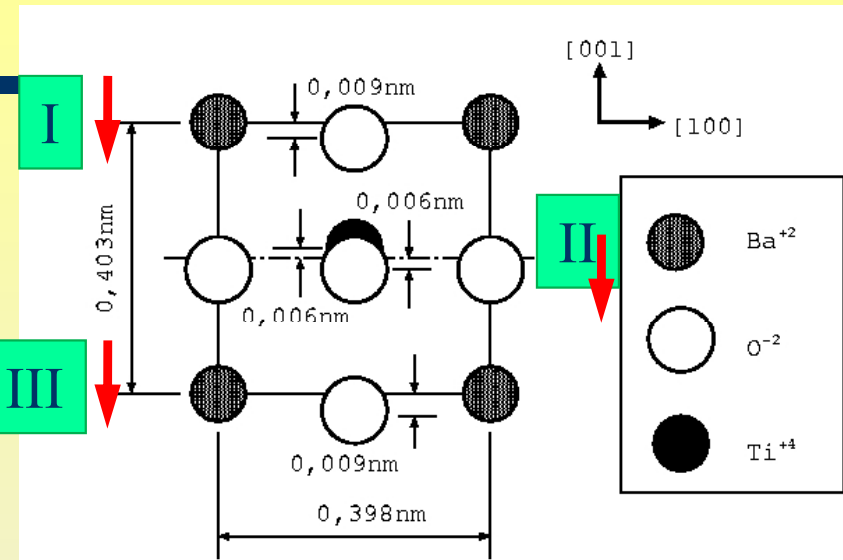 [001]
0,009nm
I
[100]
0,006nm
II
Ba+2
0,403nm
0,006nm
O-2
III
Ti+4
0,009nm
0,398nm